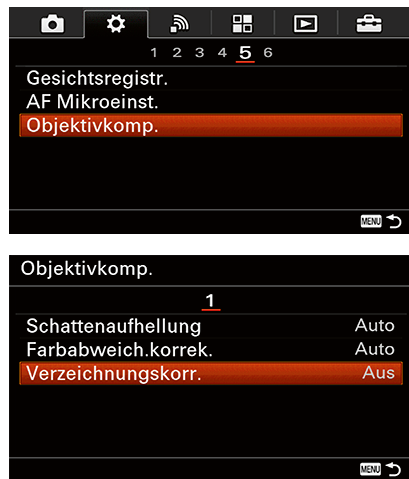 1 2 3 4 5 6
Gesichtsregistr.
AF Mikroeinst.
Objektivkomp.
MENU
Objektivkomp.
1
Schattenaufhellung Auto
Farbabweich.korrek. Auto
Verzeichnungskorr. Aus
MENU